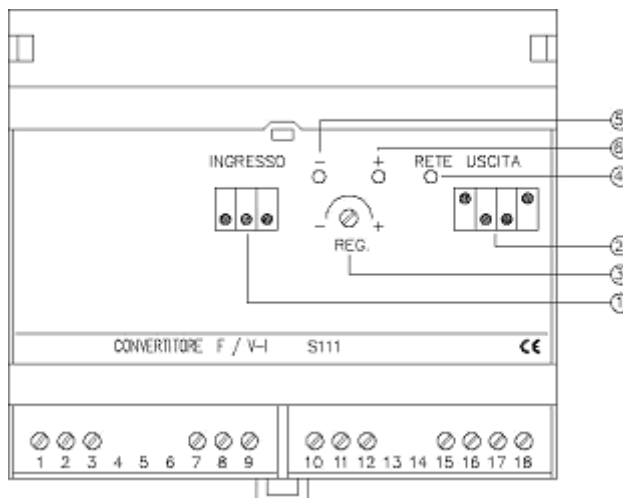 5
6
INGRESSO - + RETE USCITA
4
- +
REG.
2
3
1
CONVERTITORE F / V-I S111 CE
1 2 3 4 5 6 7 8 9 10 11 12 13 14 15 16 17 18